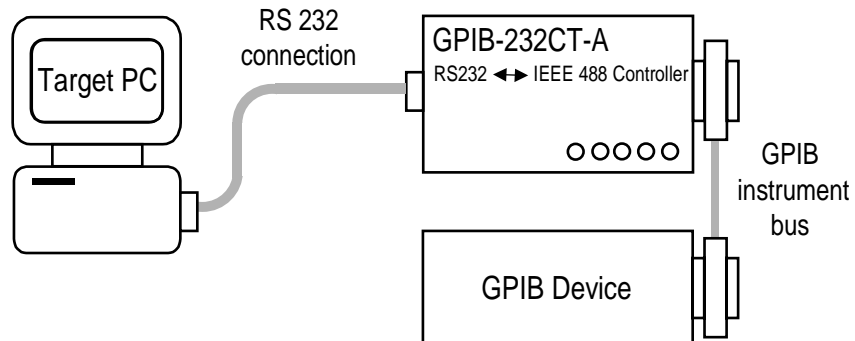 RS 232
connection
Target PC
GPIB-232CT-A
RS232 ◄► IEEE 488 Controller
GPIB
instrument
bus
GPIB Device